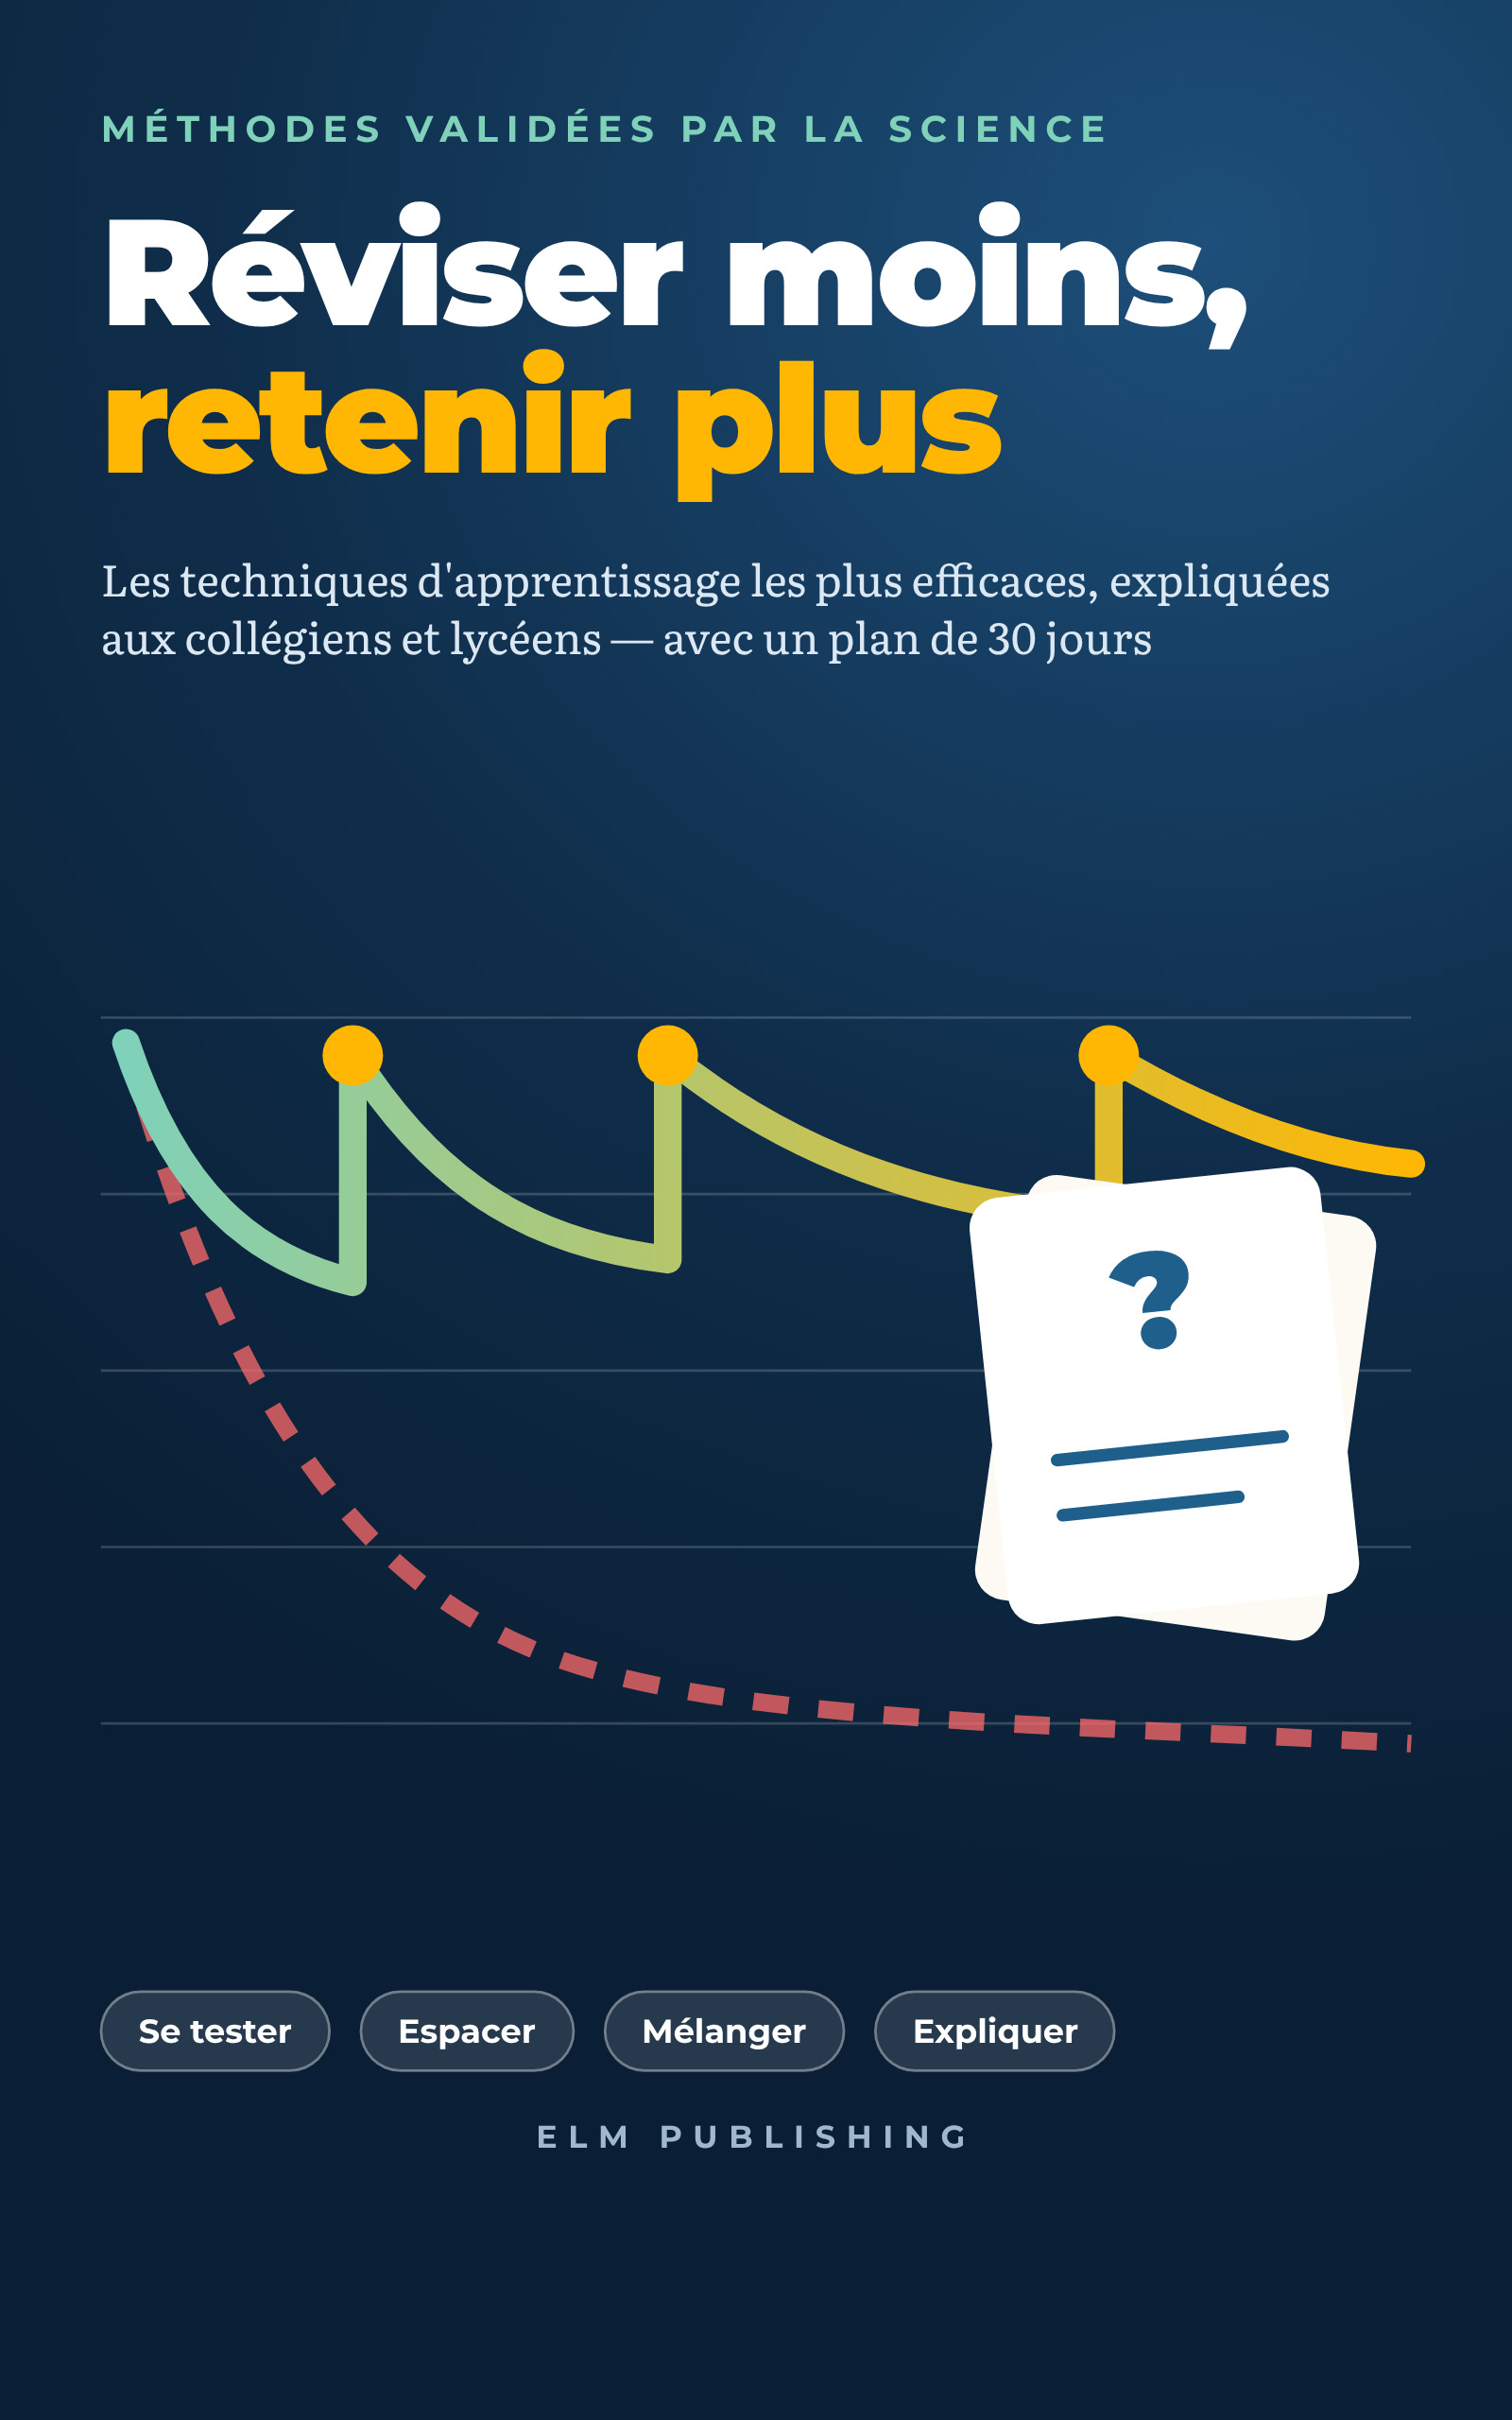 MÉTHODES VALIDÉES PAR LA SCIENCE
Réviser moins,
retenir plus
Les techniques d'apprentissage les plus efficaces, expliquées
aux collégiens et lycéens — avec un plan de 30 jours
?
Se tester Espacer Mélanger Expliquer
ELM PUBLISHING